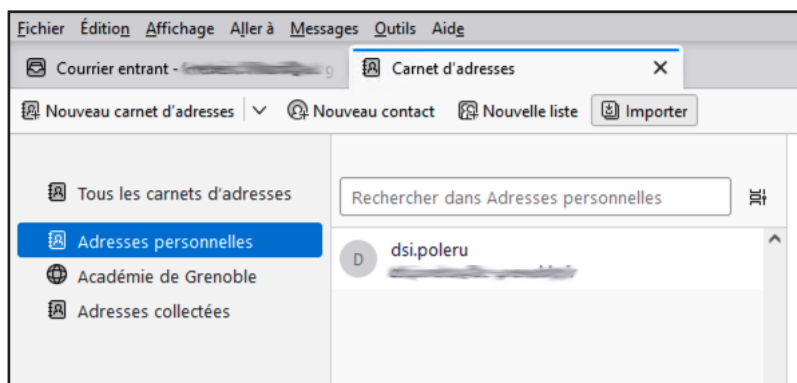 Fichier Édition Affichage Aller à Messages Outils Aide
Courrier entrant - g Carnet d'adresses
Nouveau carnet d'adresses Nouveau contact Nouvelle liste Importer
Tous les carnets d'adresses
Rechercher dans Adresses personnelles
Adresses personnelles
Académie de Grenoble
Adresses collectées
D
dsi.poleru